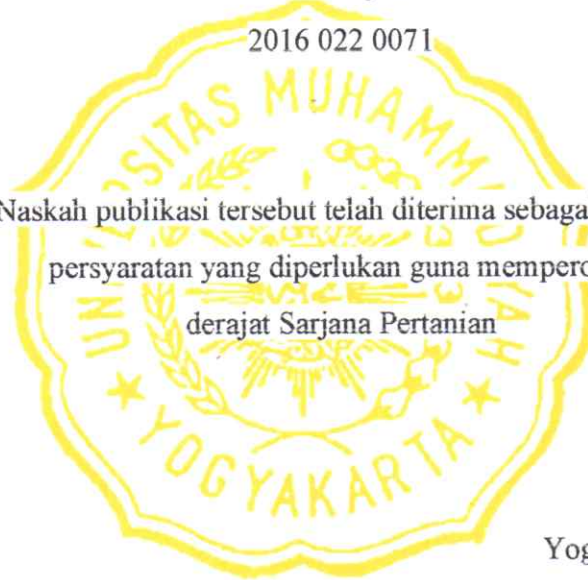 2016 022 0071
UNIVERSITAS MUHAMMADIYAH
Naskah publikasi tersebut telah diterima sebaga
persyaratan yang diperlukan guna mempero
derajat Sarjana Pertanian
★ YOGYAKARTA ★
Yog